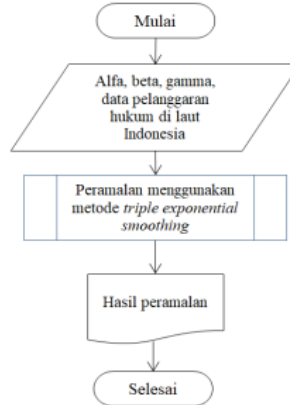 Mulai
Alfa, beta, gamma,
data pelanggaran
hukum di laut
Indonesia
Peramalan menggunakan
metode triple exponential
smoothing
Hasil peramalan
Selesai